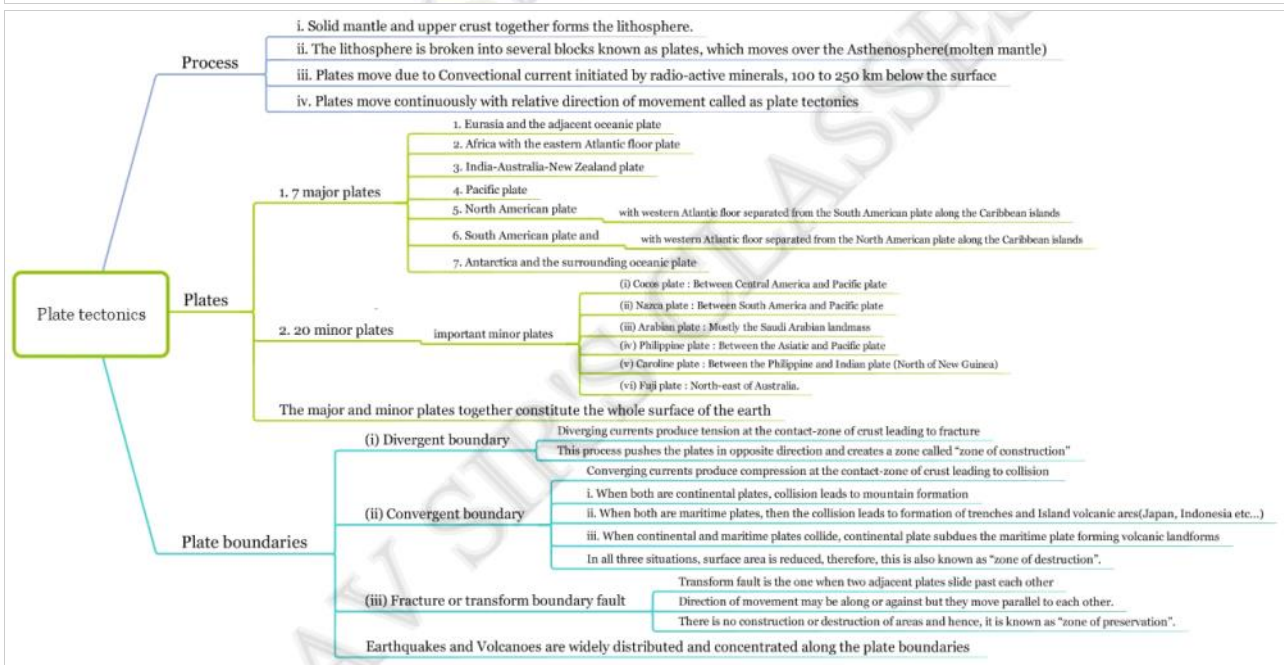 Process
i. Solid mantle and upper crust together forms the lithosphere.
ii. The lithosphere is broken into several blocks known as plates, which moves over the Asthenosphere(molten mantle)
iii. Plates move due to Convectional current initiated by radio-active minerals, 100 to 250 km below the surface
iv. Plates move continuously with relative direction of movement called as plate tectonics
Plate tectonics
Plates
1. 7 major plates
1. Eurasia and the adjacent oceanic plate
2. Africa with the eastern Atlantic floor plate
3. India-Australia-New Zealand plate
4. Pacific plate
5. North American plate
with western Atlantic floor separated from the South American plate along the Caribbean islands
6. South American plate and
with western Atlantic floor separated from the North American plate along the Caribbean islands
7. Antarctica and the surrounding oceanic plate
2. 20 minor plates
important minor plates
(i) Cocos plate : Between Central America and Pacific plate
(ii) Nazca plate : Between South America and Pacific plate
(iii) Arabian plate : Mostly the Saudi Arabian landmass
(iv) Philippine plate : Between the Asiatic and Pacific plate
(v) Caroline plate : Between the Philippine and Indian plate (North of New Guinea)
(vi) Fuji plate : North-east of Australia.
The major and minor plates together constitute the whole surface of the earth
Plate boundaries
(i) Divergent boundary
Diverging currents produce tension at the contact-zone of crust leading to fracture
This process pushes the plates in opposite direction and creates a zone called "zone of construction"
(ii) Convergent boundary
Converging currents produce compression at the contact-zone of crust leading to collision
i. When both are continental plates, collision leads to mountain formation
ii. When both are maritime plates, then the collision leads to formation of trenches and Island volcanic arcs(Japan, Indonesia etc...)
iii. When continental and maritime plates collide, continental plate subdues the maritime plate forming volcanic landforms
In all three situations, surface area is reduced, therefore, this is also known as "zone of destruction".
(iii) Fracture or transform boundary fault
Transform fault is the one when two adjacent plates slide past each other
Direction of movement may be along or against but they move parallel to each other.
There is no construction or destruction of areas and hence, it is known as "zone of preservation".
Earthquakes and Volcanoes are widely distributed and concentrated along the plate boundaries
AV SIR'S CLASSES